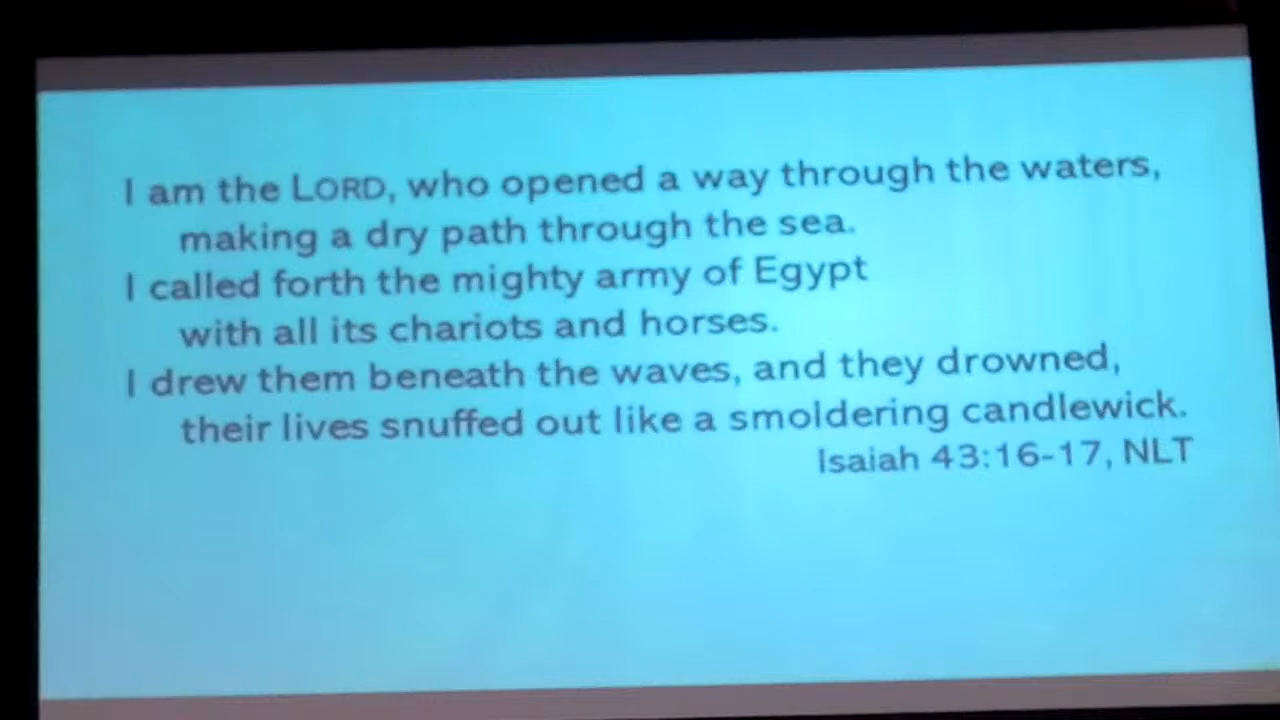 I am the LORD, who opened a way through the waters,
making a dry path through the sea.
I called forth the mighty army of Egypt
with all its chariots and horses.
I drew them beneath the waves, and they drowned,
their lives snuffed out like a smoldering candlewick.
Isaiah 43:16-17, NLT